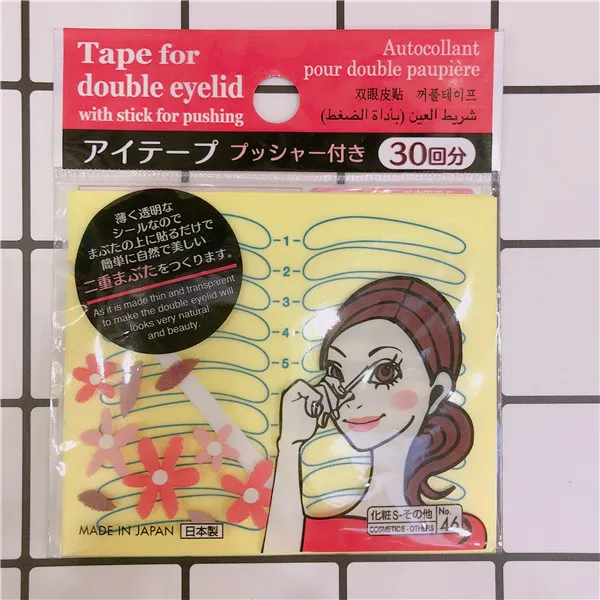 Tape for
double eyelid
with stick for pushing
Autocollant
pour double paupière
双眼皮貼 꺼풀테이프
شريط العين (بأداة الضغط)
アイテープ プッシャー付き 30回分
薄く透明な
シールなので
まぶたの上に貼るだけで
簡単に自然で美しい
二重まぶたをつくります。
As it is made thin and transparent
to make the double eyelid will
looks very natural
and beauty.
-1-
-2-
-3-
-4-
-5-
MADE IN JAPAN 日本製
化粧S-その他
COSMETICS - OTHERS
No.
46